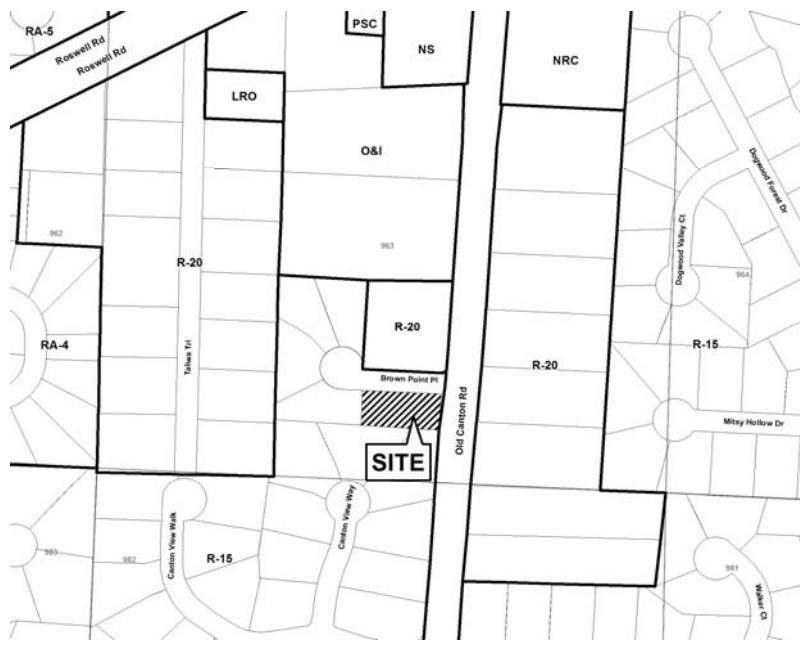 RA-5
Roswell Rd
Roswell Rd
PSC
NS
NRC
LRO
O&I
Dogwood Forest Dr
Dogwood Valley Ct
962
963
964
R-20
R-20
RA-4
Taliwa Trl
Brown Point Pl
R-20
R-15
Old Canton Rd
Mitsy Hollow Dr
SITE
Canton View Walk
Canton View Way
983
982
R-15
981
Walker Ct